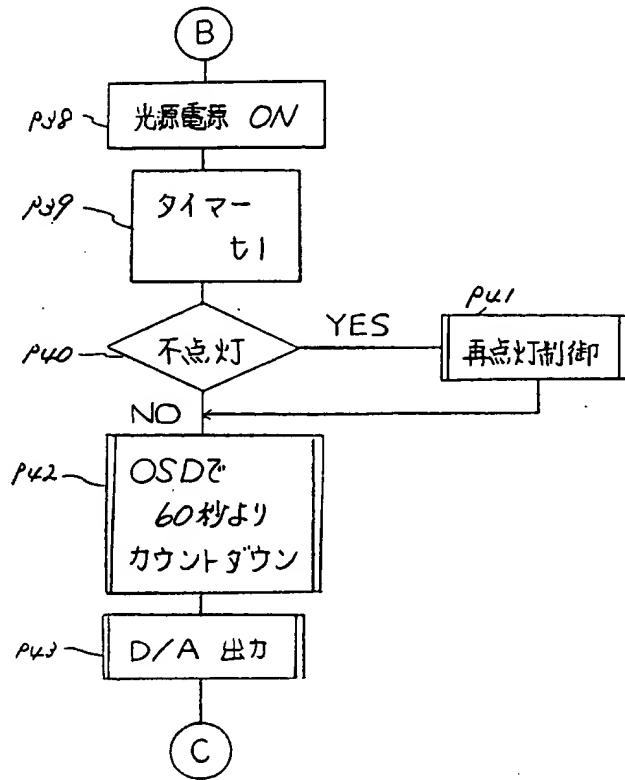 B
P38
光源電源 ON
P39
タイマー
t1
P40
不点灯
YES
P41
再点灯制御
NO
P42
OSDで
60秒より
カウントダウン
P43
D/A 出力
C